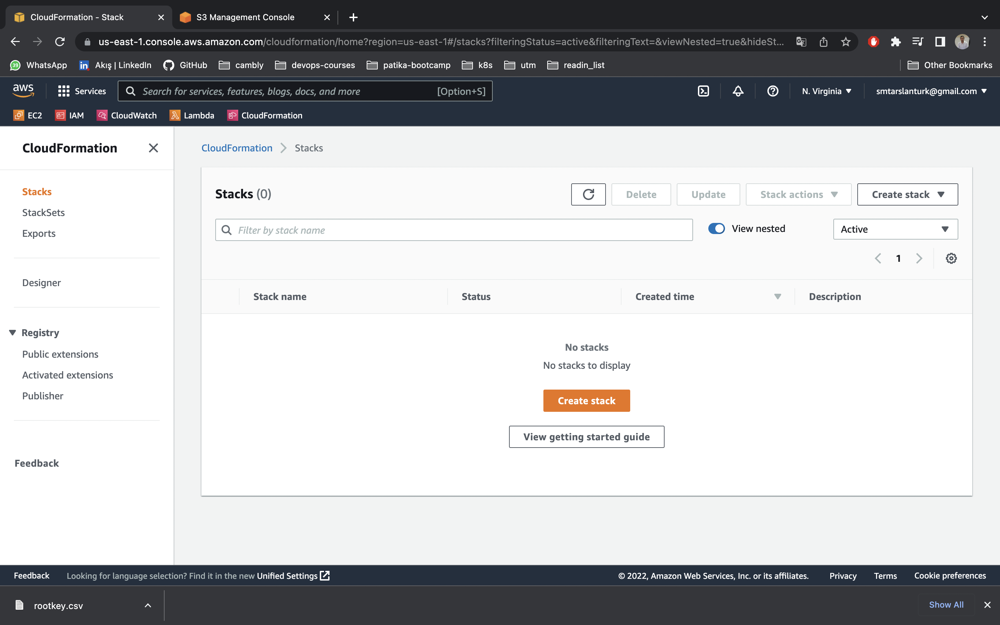 CloudFormation - Stack
S3 Management Console
us-east-1.console.aws.amazon.com/cloudformation/home?region=us-east-1#/stacks?filteringStatus=active&filteringText=&viewNested=true&hideSt...
39 WhatsApp
in Akış | LinkedIn
GitHub
cambly
devops-courses
patika-bootcamp
k8s
utm
readin_list
Other Bookmarks
aws
Services
Search for services, features, blogs, docs, and more [Option+S]
N. Virginia
smtarslanturk@gmail.com
EC2
IAM
CloudWatch
Lambda
CloudFormation
CloudFormation
Stacks
StackSets
Exports
Designer
Registry
Public extensions
Activated extensions
Publisher
Feedback
CloudFormation > Stacks
Stacks (0)
Delete
Update
Stack actions
Create stack
Filter by stack name
View nested
Active
1
Stack name
Status
Created time
Description
No stacks
No stacks to display
Create stack
View getting started guide
Feedback
Looking for language selection? Find it in the new Unified Settings
© 2022, Amazon Web Services, Inc. or its affiliates.
Privacy
Terms
Cookie preferences
rootkey.csv
Show All